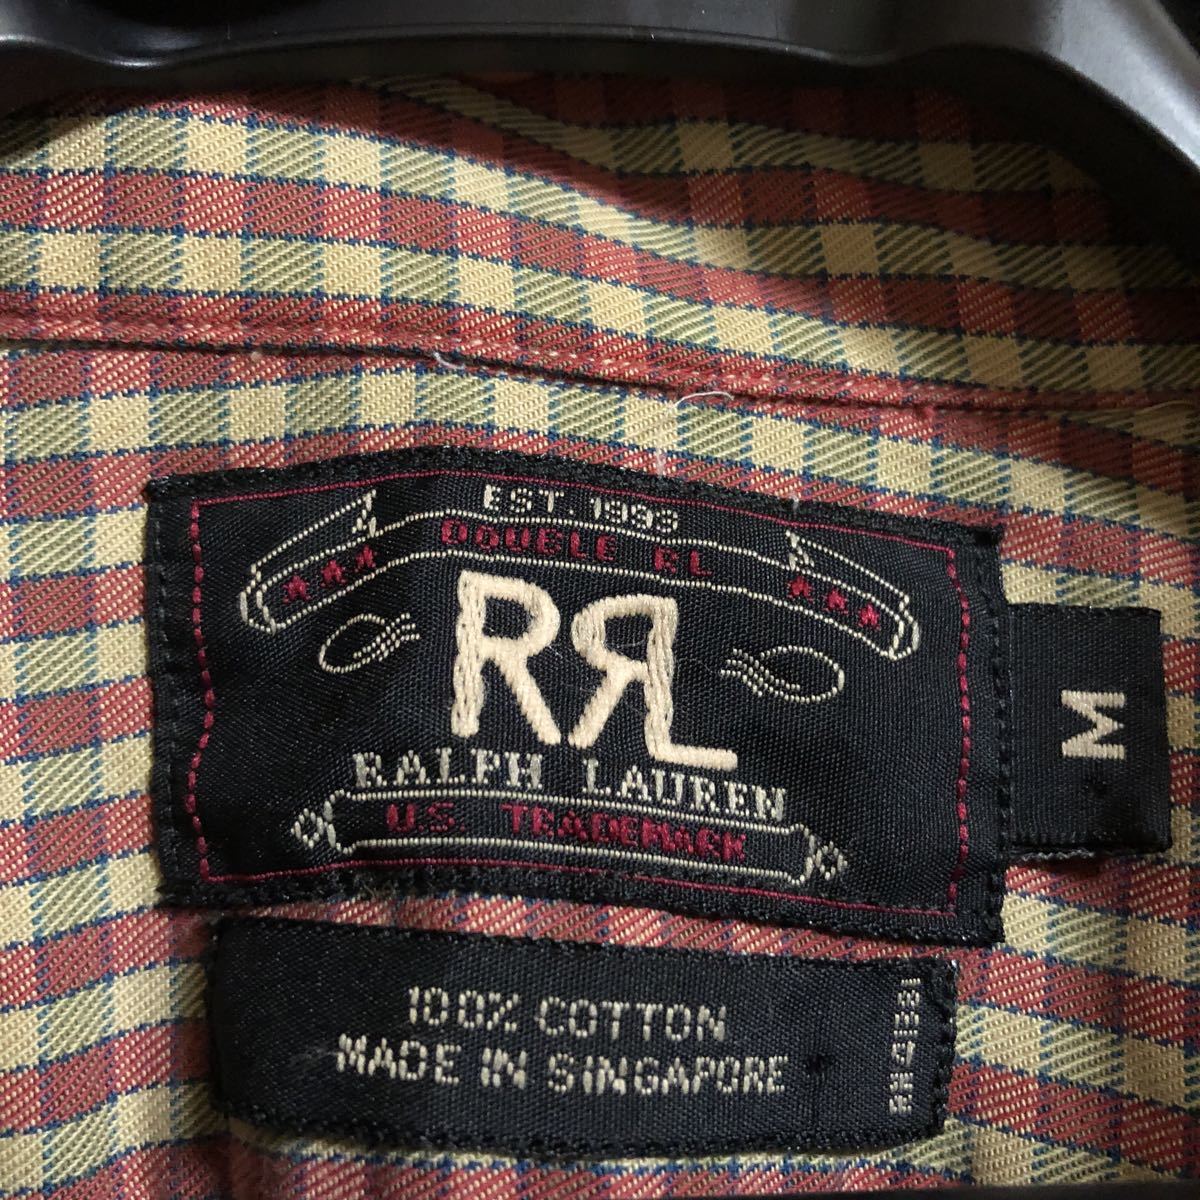 EST. 1993
DOUBLE RL
RRL
RALPH LAUREN
U.S. TRADEMARK
M
100% COTTON
MADE IN SINGAPORE